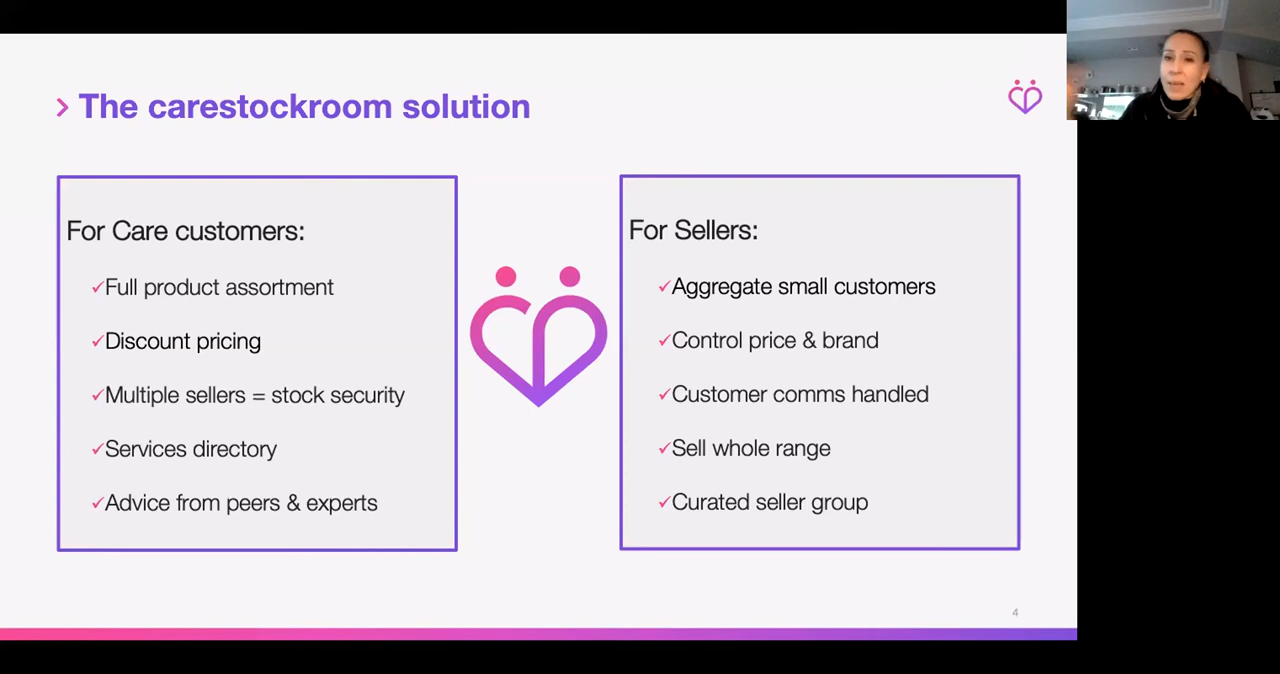 The carestockroom solution
For Care customers:
✓Full product assortment
✓Discount pricing
✓Multiple sellers = stock security
✓Services directory
✓Advice from peers & experts
For Sellers:
✓Aggregate small customers
✓Control price & brand
✓Customer comms handled
✓Sell whole range
✓Curated seller group
4